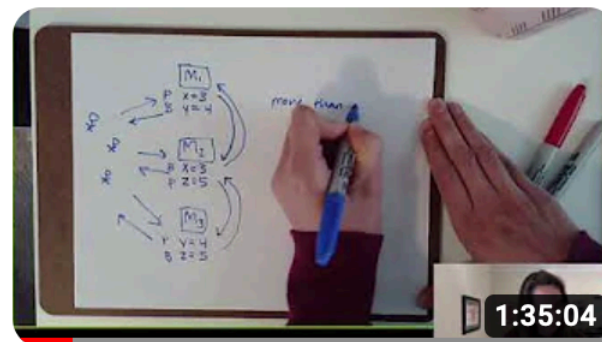 M1
P X=3
B Y=4
more than
M2
B X=3
P Z=5
M3
P Y=4
B Z=5
1:35:04